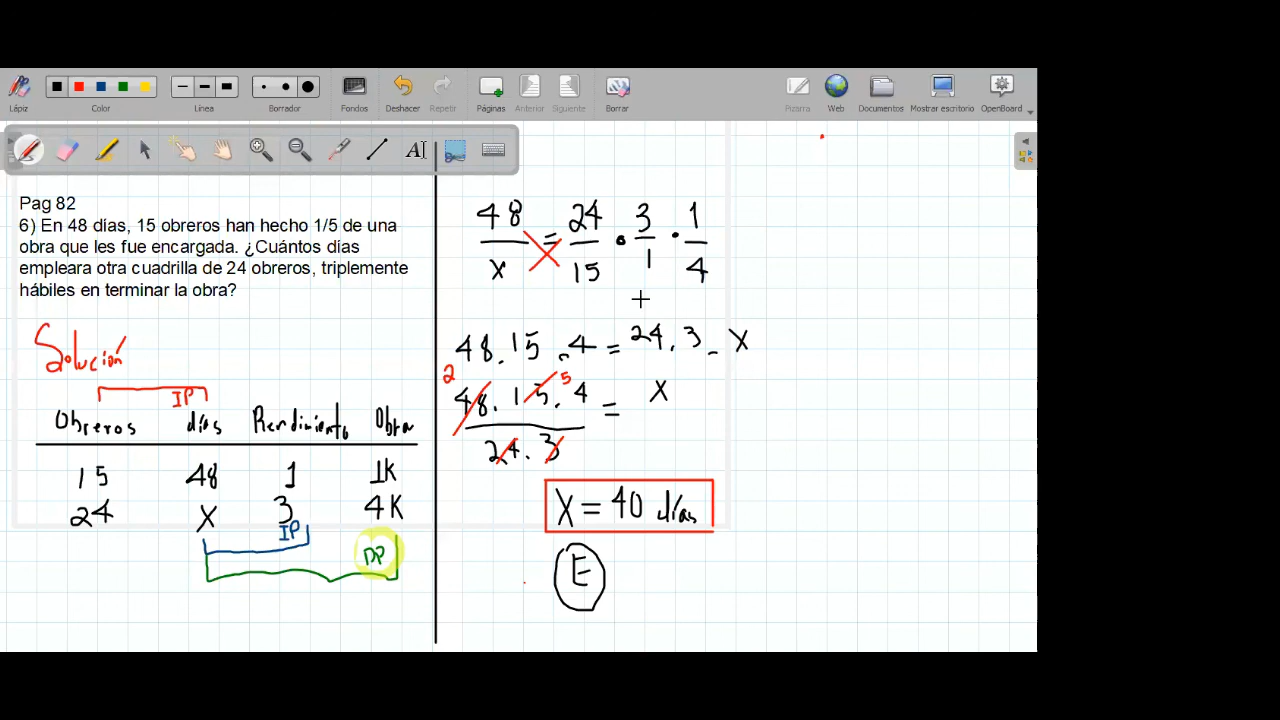 Lápiz Color Línea Borrador Fondos Deshacer Repetir Páginas Anterior Siguiente Borrar Pizarra Web Documentos Mostrar escritorio OpenBoard
Pag 82
6) En 48 días, 15 obreros han hecho 1/5 de una
obra que les fue encargada. ¿Cuántos días
empleara otra cuadrilla de 24 obreros, triplemente
hábiles en terminar la obra?
Solución
IP
Obreros días Rendimiento Obra
15 48 1 1K
24 X 3 4K
IP
DP
48/x = 24/15 . 3/1 . 1/4
48.15.4 = 24.3.X
2 5
48.15.4 / 24.3 = X
X = 40 días
E